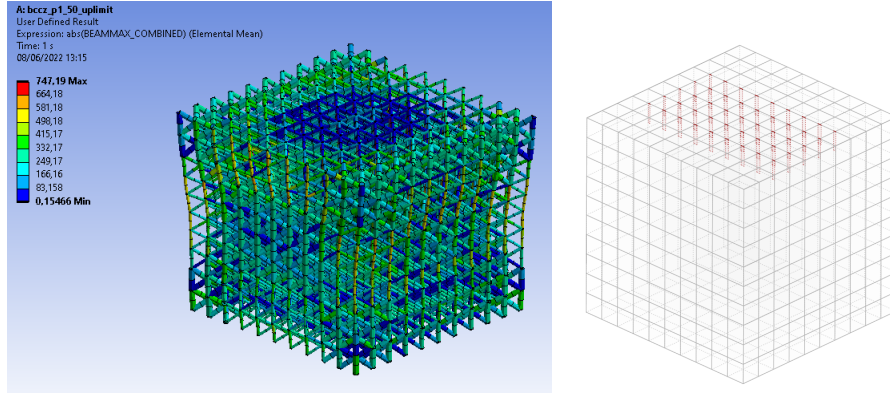 A: bccz_p1_50_uplimit
User Defined Result
Expression: abs(BEAMMAX_COMBINED) (Elemental Mean)
Time: 1 s
08/06/2022 13:15
747,19 Max
664,18
581,18
498,18
415,17
332,17
249,17
166,16
83,158
0,15466 Min